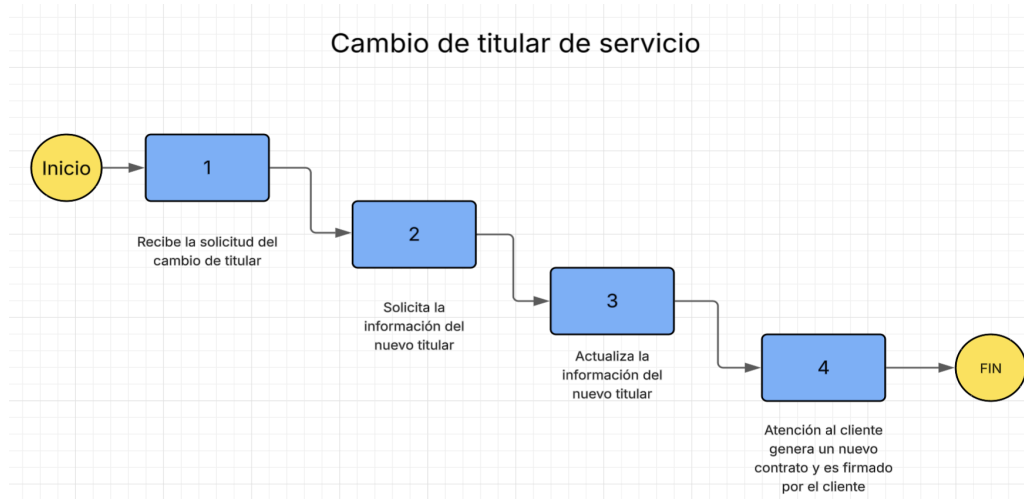 Cambio de titular de servicio
Inicio
1
Recibe la solicitud del
cambio de titular
2
Solicita la
información del
nuevo titular
3
Actualiza la
información del
nuevo titular
4
Atención al cliente
genera un nuevo
contrato y es firmado
por el cliente
FIN